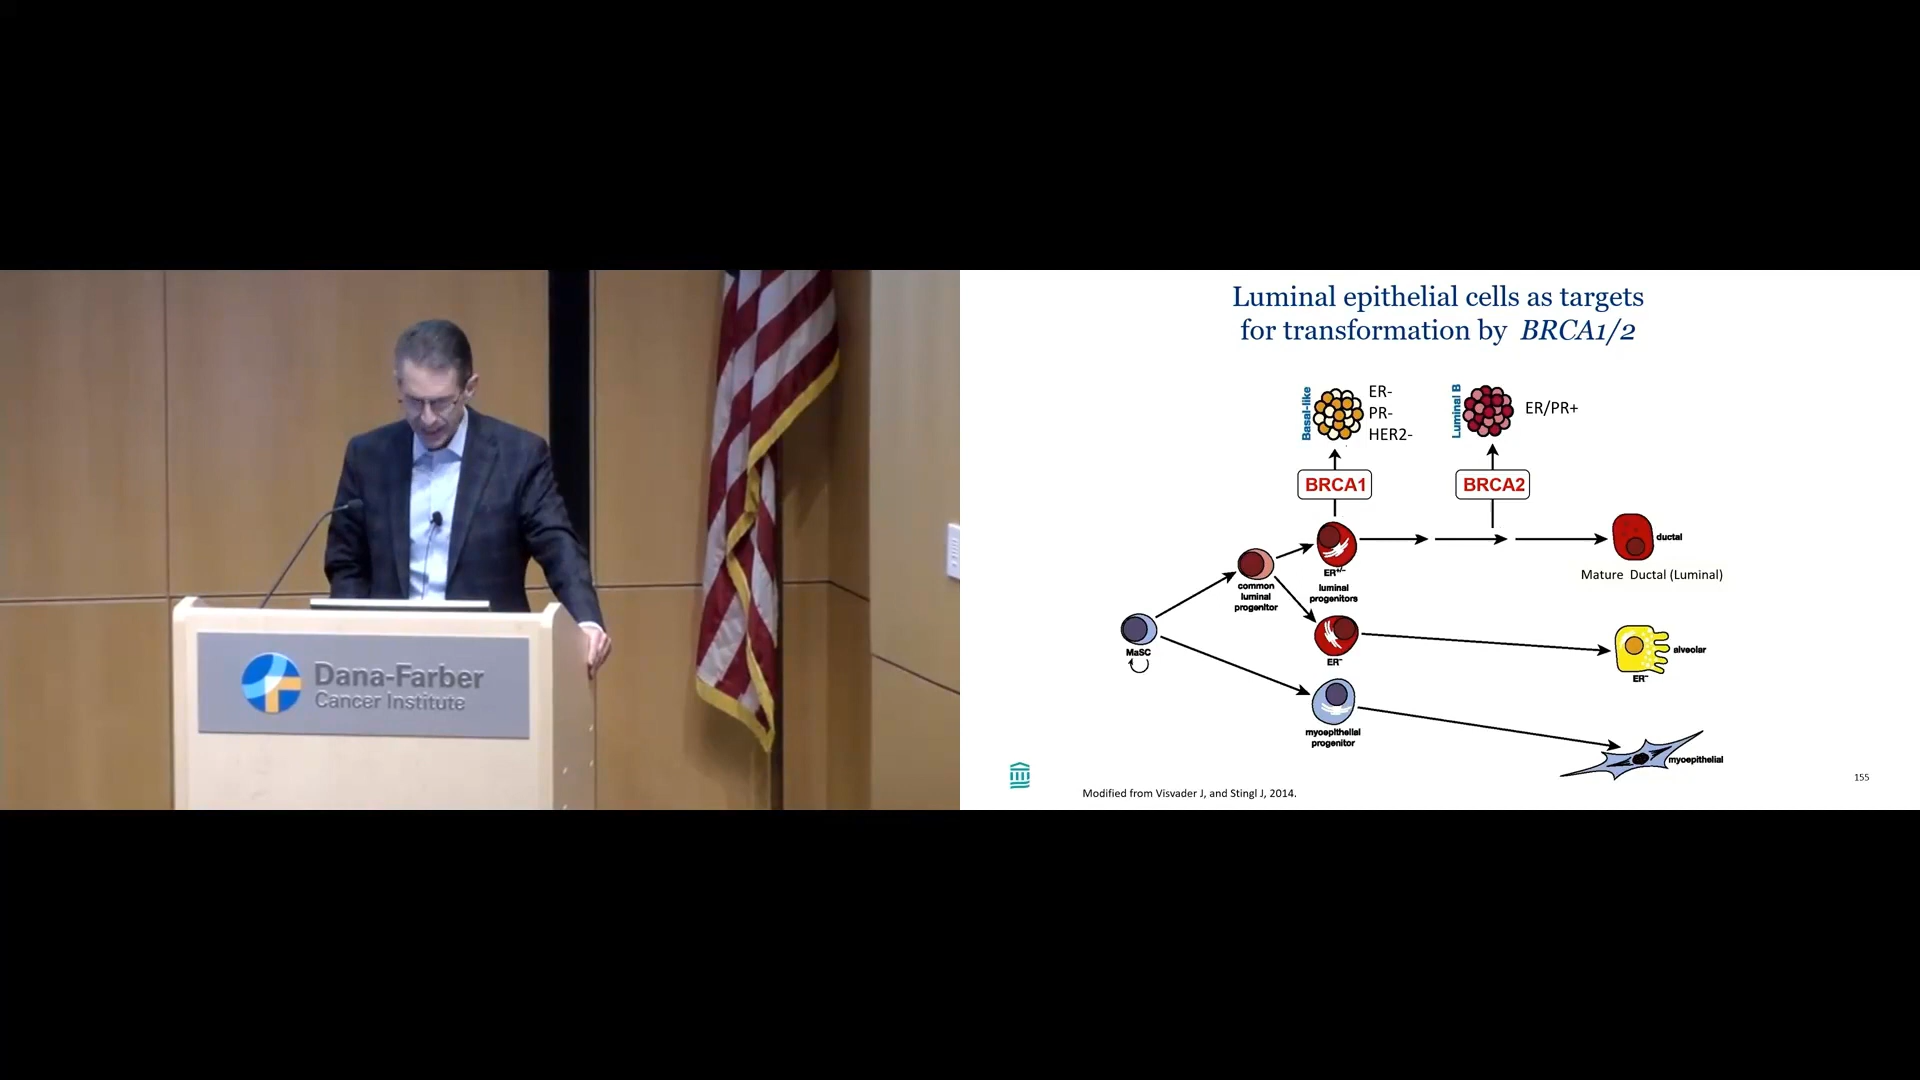 Dana-Farber
Cancer Institute
Luminal epithelial cells as targets
for transformation by BRCA1/2
Basal-like
ER-
PR-
HER2-
Luminal B
ER/PR+
BRCA1
BRCA2
ductal
Mature Ductal (Luminal)
common
luminal
progenitor
ER+/-
luminal
progenitors
MaSC
ER-
alveolar
ER-
myoepithelial
progenitor
myoepithelial
Modified from Visvader J, and Stingl J, 2014.
155